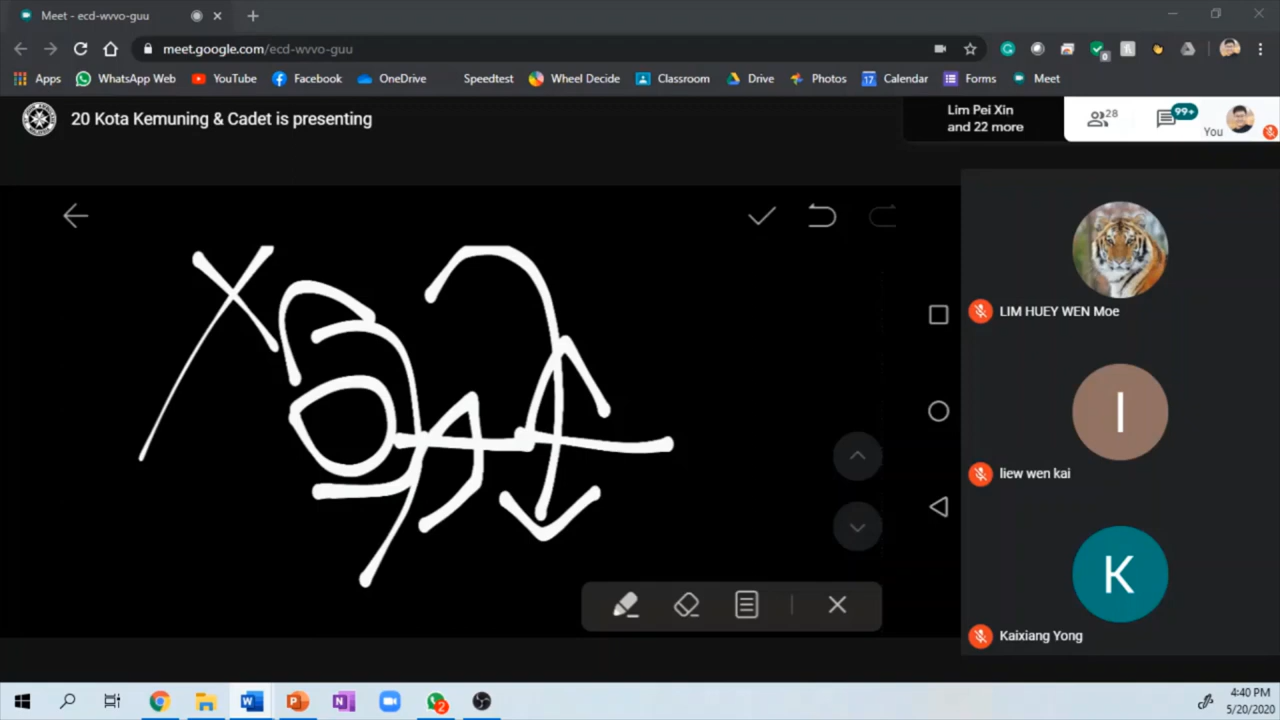 Meet - ecd-wvvo-guu
meet.google.com/ecd-wvvo-guu
Apps WhatsApp Web YouTube Facebook OneDrive Speedtest Wheel Decide Classroom Drive Photos 17 Calendar Forms Meet
20 Kota Kemuning & Cadet is presenting
Lim Pei Xin
and 22 more
28
99+
You
LIM HUEY WEN Moe
I
liew wen kai
K
Kaixiang Yong
2
4:40 PM
5/20/2020